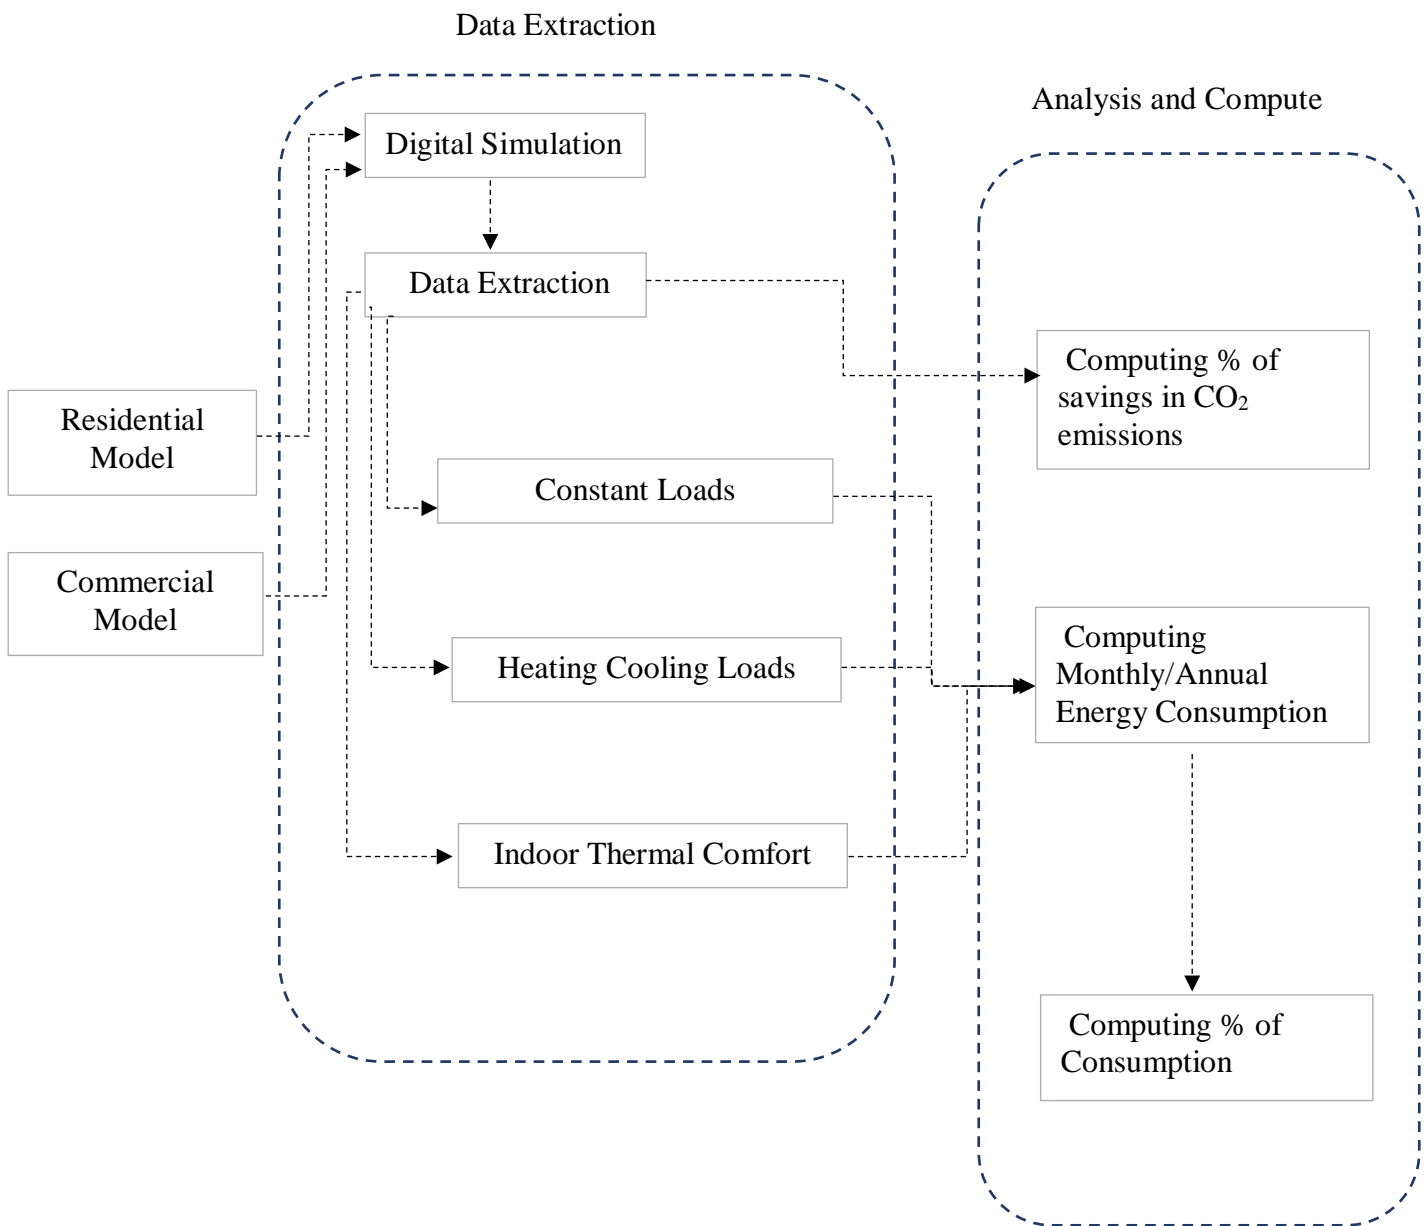 Data Extraction
Analysis and Compute
Digital Simulation
Data Extraction
Computing % of
savings in CO₂
emissions
Residential
Model
Constant Loads
Commercial
Model
Computing
Monthly/Annual
Energy Consumption
Heating Cooling Loads
Indoor Thermal Comfort
Computing % of
Consumption